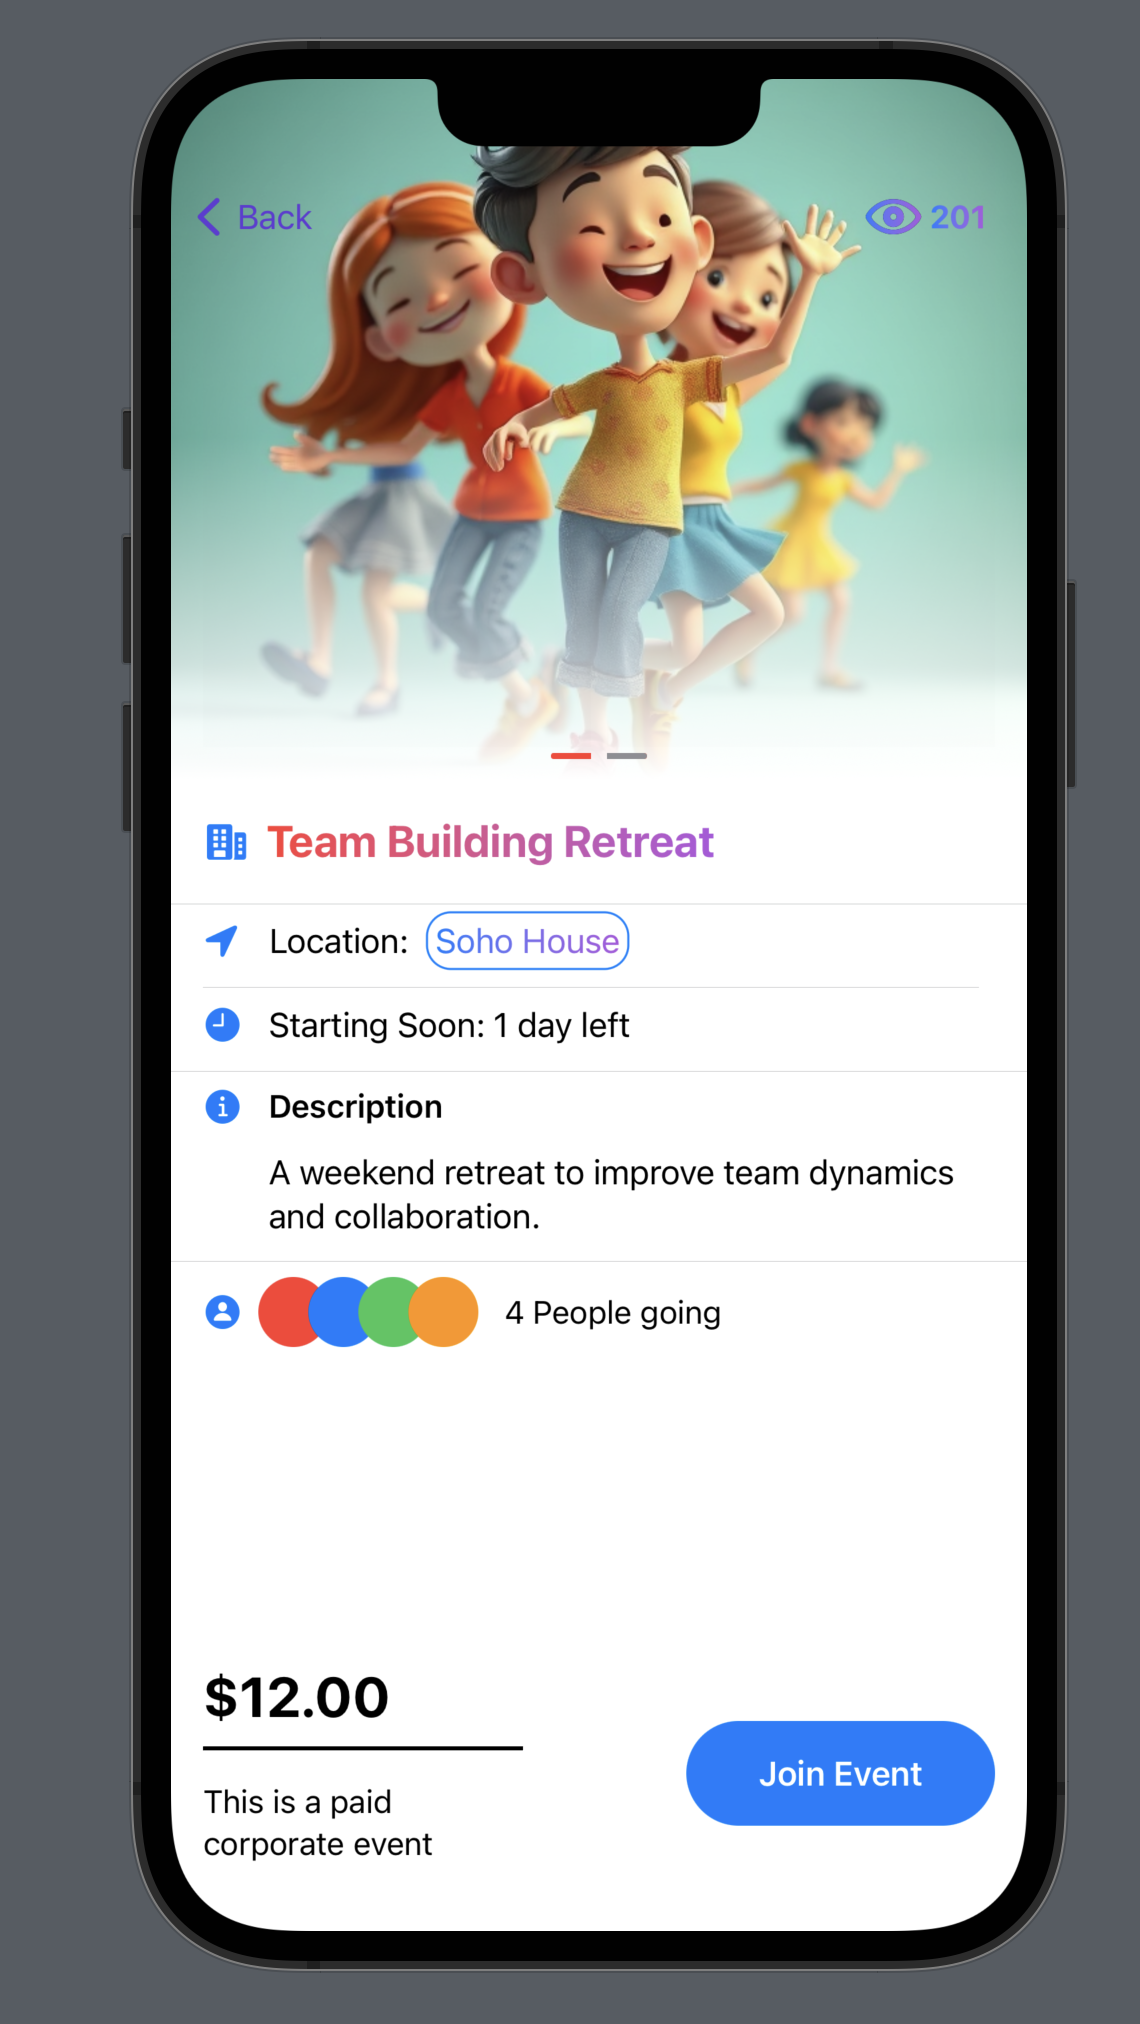 Back
201
Team Building Retreat
Location: Soho House
Starting Soon: 1 day left
Description
A weekend retreat to improve team dynamics
and collaboration.
4 People going
$12.00
This is a paid
corporate event
Join Event